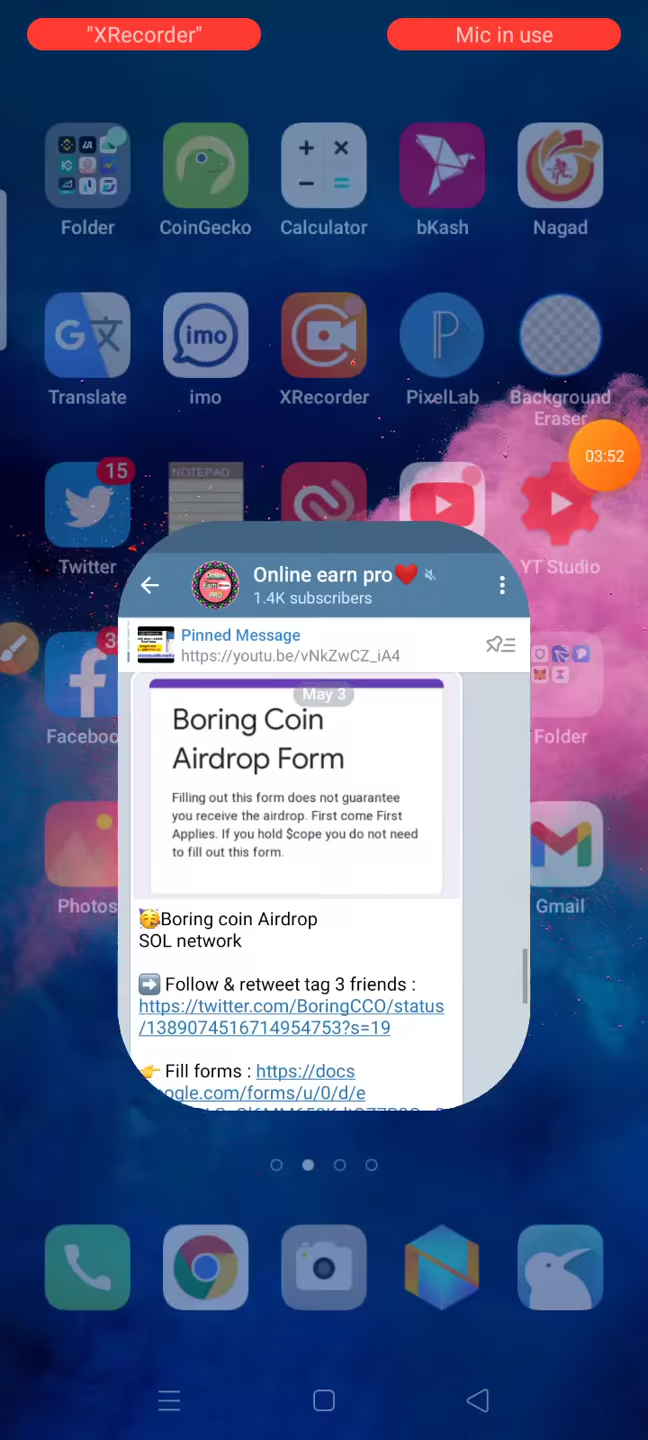 "XRecorder"
Mic in use
Folder
CoinGecko
Calculator
bKash
Nagad
imo
Translate
imo
XRecorder
PixelLab
Background
Eraser
03:52
15
NOTEPAD
Twitter
YT Studio
Online earn pro❤️
1.4K subscribers
Pinned Message
https://youtu.be/vNkZwCZ_iA4
May 3
Boring Coin
Airdrop Form
Filling out this form does not guarantee
you receive the airdrop. First come First
Applies. If you hold $cope you do not need
to fill out this form.
🥳Boring coin Airdrop
SOL network
➡️ Follow & retweet tag 3 friends :
https://twitter.com/BoringCCO/status
/1389074516714954753?s=19
👉 Fill forms : https://docs
ogle.com/forms/u/0/d/e
Faceboo
Folder
Photos
Gmail